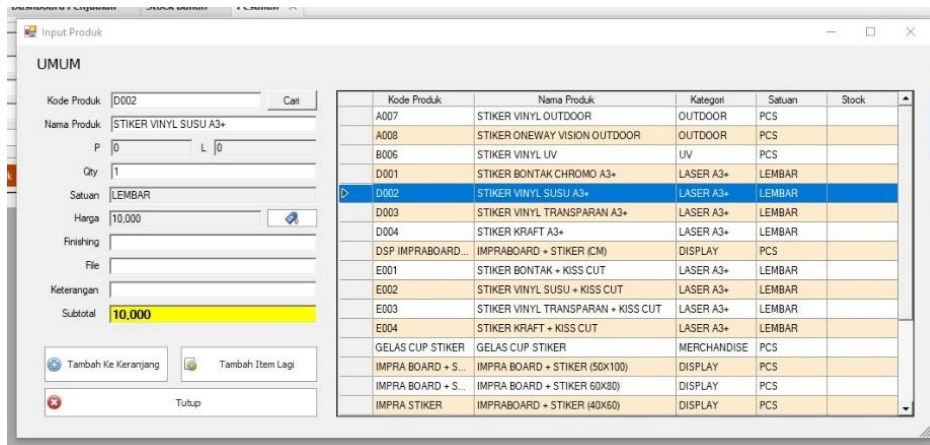 Dashboard Penjualan Stock Bahan Pesanan
Input Produk
UMUM
Kode Produk D002 Cari
Nama Produk STIKER VINYL SUSU A3+
P 0 L 0
Qty 1
Satuan LEMBAR
Harga 10.000
Finishing
File
Keterangan
Subtotal 10,000
Tambah Ke Keranjang Tambah Item Lagi
Tutup
Kode Produk Nama Produk Kategori Satuan Stock
A007 STIKER VINYL OUTDOOR OUTDOOR PCS
A008 STIKER ONEWAY VISION OUTDOOR OUTDOOR PCS
B006 STIKER VINYL UV UV PCS
D001 STIKER BONTAK CHROMO A3+ LASER A3+ LEMBAR
D002 STIKER VINYL SUSU A3+ LASER A3+ LEMBAR
D003 STIKER VINYL TRANSPARAN A3+ LASER A3+ LEMBAR
D004 STIKER KRAFT A3+ LASER A3+ LEMBAR
DSP IMPRABOARD... IMPRABOARD + STIKER (CM) DISPLAY PCS
E001 STIKER BONTAK + KISS CUT LASER A3+ LEMBAR
E002 STIKER VINYL SUSU + KISS CUT LASER A3+ LEMBAR
E003 STIKER VINYL TRANSPARAN + KISS CUT LASER A3+ LEMBAR
E004 STIKER KRAFT + KISS CUT LASER A3+ LEMBAR
GELAS CUP STIKER GELAS CUP STIKER MERCHANDISE PCS
IMPRA BOARD + S... IMPRA BOARD + STIKER (50X100) DISPLAY PCS
IMPRA BOARD + S... IMPRA BOARD + STIKER 60X80) DISPLAY PCS
IMPRA STIKER IMPRABOARD + STIKER (40X60) DISPLAY PCS